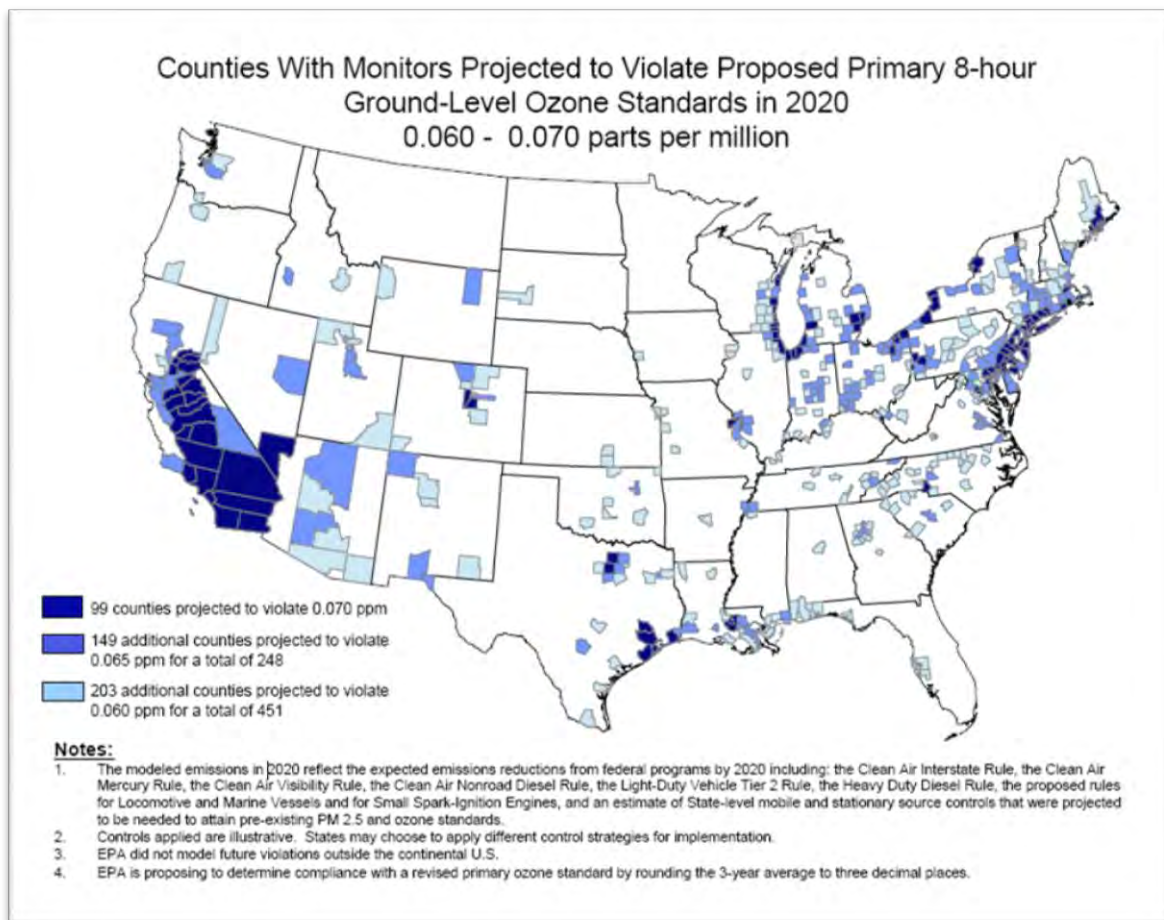 Counties With Monitors Projected to Violate Proposed Primary 8-hour
Ground-Level Ozone Standards in 2020
0.060 - 0.070 parts per million
99 counties projected to violate 0.070 ppm
149 additional counties projected to violate
0.065 ppm for a total of 248
203 additional counties projected to violate
0.060 ppm for a total of 451
Notes:
1. The modeled emissions in 2020 reflect the expected emissions reductions from federal programs by 2020 including: the Clean Air Interstate Rule, the Clean Air
Mercury Rule, the Clean Air Visibility Rule, the Clean Air Nonroad Diesel Rule, the Light-Duty Vehicle Tier 2 Rule, the Heavy Duty Diesel Rule, the proposed rules
for Locomotive and Marine Vessels and for Small Spark-Ignition Engines, and an estimate of State-level mobile and stationary source controls that were projected
to be needed to attain pre-existing PM 2.5 and ozone standards.
2. Controls applied are illustrative. States may choose to apply different control strategies for implementation.
3. EPA did not model future violations outside the continental U.S.
4. EPA is proposing to determine compliance with a revised primary ozone standard by rounding the 3-year average to three decimal places.